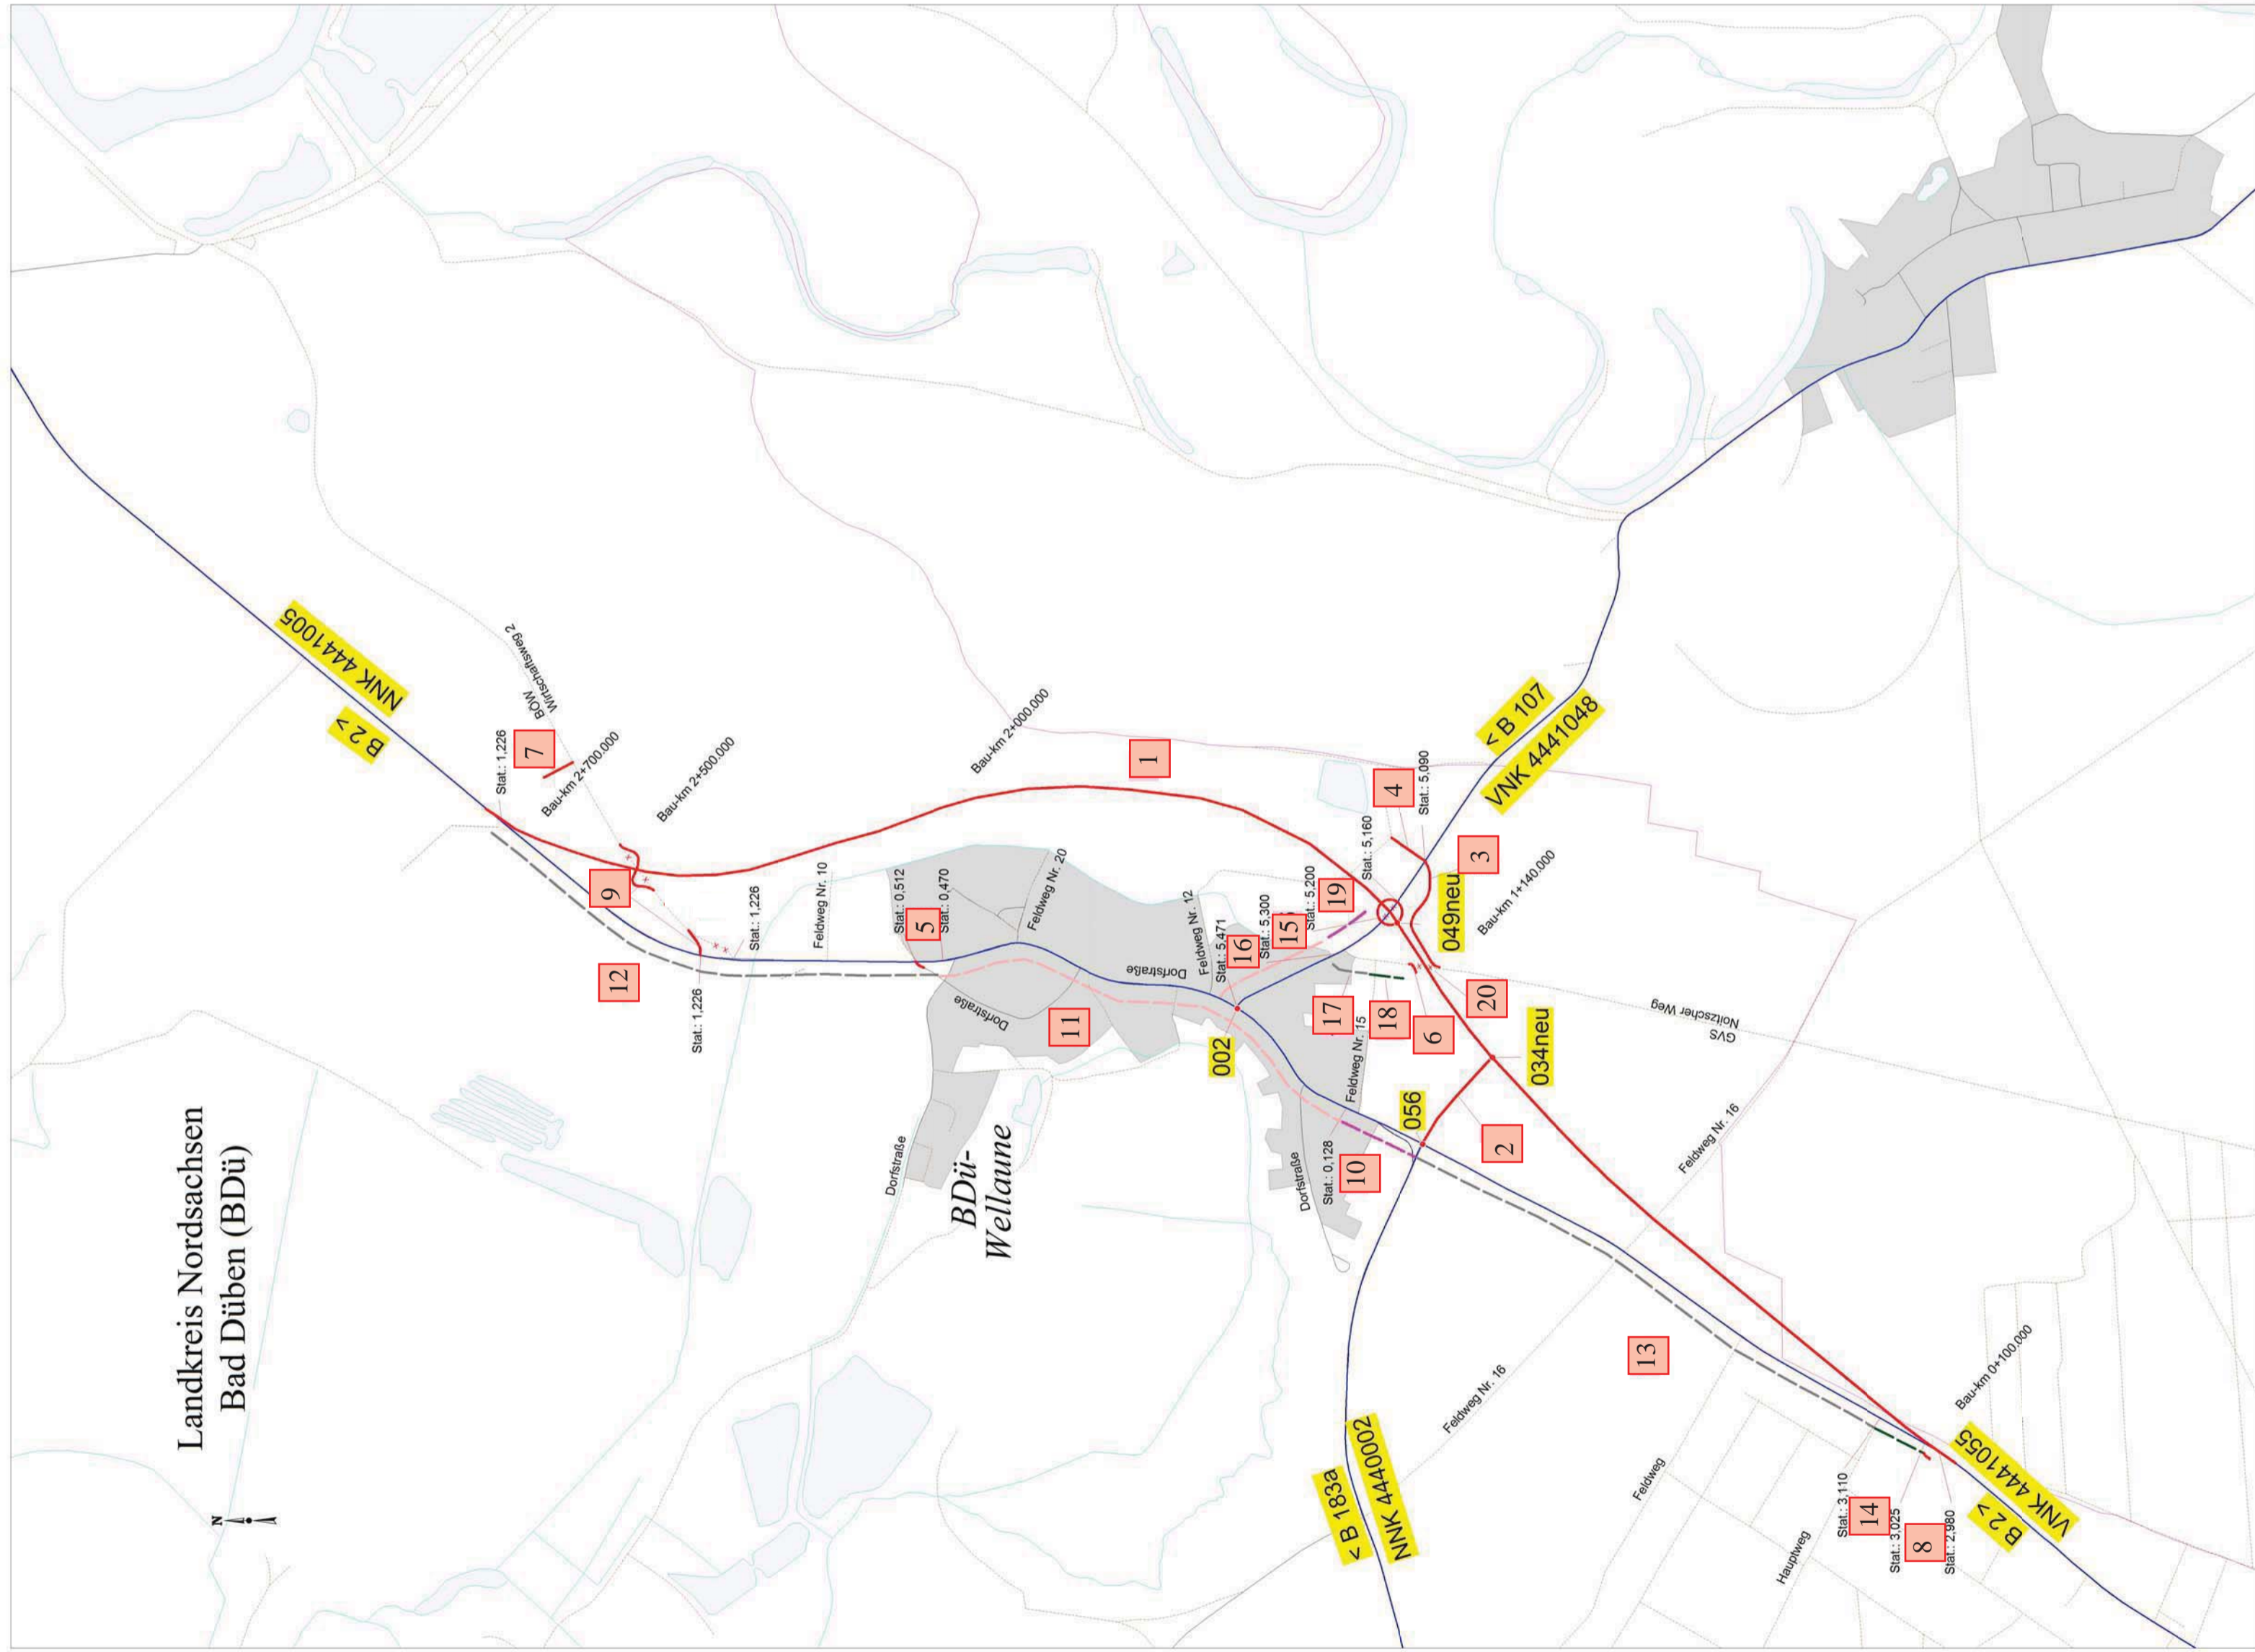 Landkreis Nordsachsen
Bad Düben (BDü)
N
NNK 44441005
B 2 >
Stat.: 1,226
7
BÖW
Wirtschaftsweg 2
Bau-km 2+700.000
9
12
Bau-km 2+500.000
Stat.: 1,226
Stat.: 1,226
Feldweg Nr. 10
Dorfstraße
Stat.: 0,512
5
Stat.: 0,470
BDü-
Wellaune
Dorfstraße
Bau-km 2+000.000
Feldweg Nr. 20
11
1
Dorfstraße
Feldweg Nr. 12
Stat.: 5,471
002
16
Stat.: 5,300
15
Stat.: 5,200
19
Dorfstraße
Stat.: 0,128
10
Feldweg Nr. 15
17
18
Stat.: 5,160
4
Stat.: 5,090
056
6
049neu
3
20
Bau-km 1+140.000
< B 107
VNK 4441048
2
034neu
< B 183a
NNK 4440002
Feldweg Nr. 16
Feldweg Nr. 16
GVS
Noitzscher Weg
13
Feldweg
Hauptweg
Stat.: 3,110
14
Stat.: 3,025
8
Stat.: 2,980
Bau-km 0+100.000
B 2 >
VNK 44441055